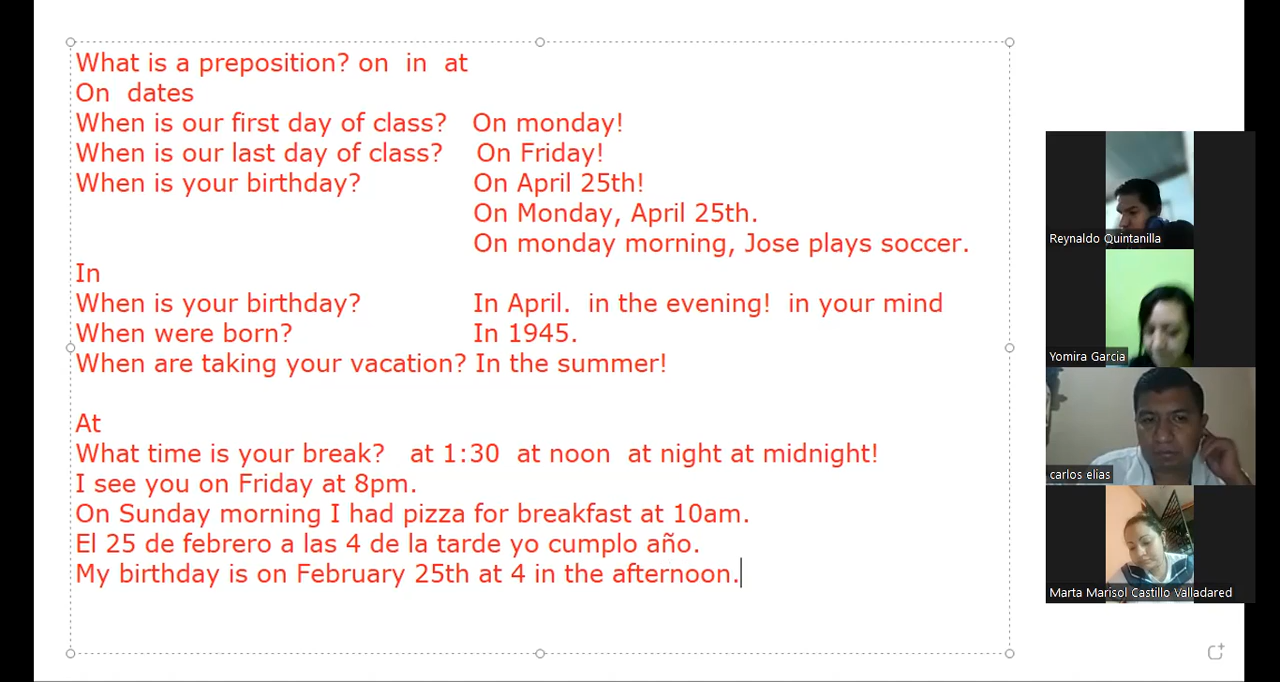 What is a preposition? on in at
On dates
When is our first day of class? On monday!
When is our last day of class? On Friday!
When is your birthday? On April 25th!
On Monday, April 25th.
On monday morning, Jose plays soccer.
In
When is your birthday? In April. in the evening! in your mind
When were born? In 1945.
When are taking your vacation? In the summer!
At
What time is your break? at 1:30 at noon at night at midnight!
I see you on Friday at 8pm.
On Sunday morning I had pizza for breakfast at 10am.
El 25 de febrero a las 4 de la tarde yo cumplo año.
My birthday is on February 25th at 4 in the afternoon.
Reynaldo Quintanilla
Yomira Garcia
carlos elias
Marta Marisol Castillo Valladared